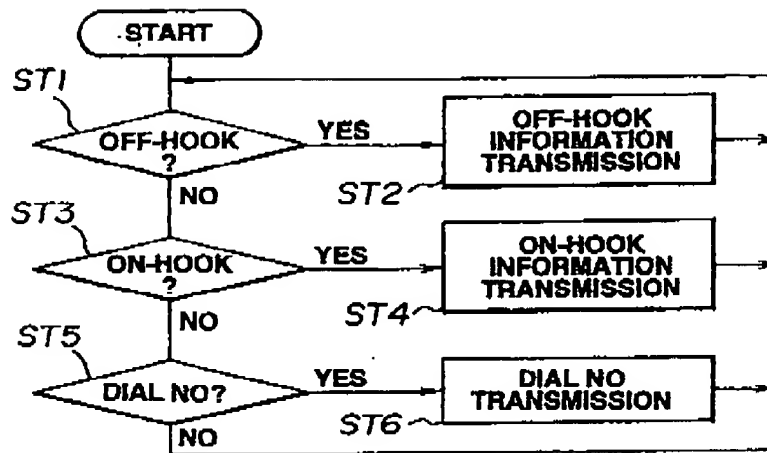 START
ST1
OFF-HOOK
?
YES
OFF-HOOK
INFORMATION
TRANSMISSION
ST2
NO
ST3
ON-HOOK
?
YES
ON-HOOK
INFORMATION
TRANSMISSION
ST4
NO
ST5
DIAL NO?
YES
DIAL NO
TRANSMISSION
ST6
NO